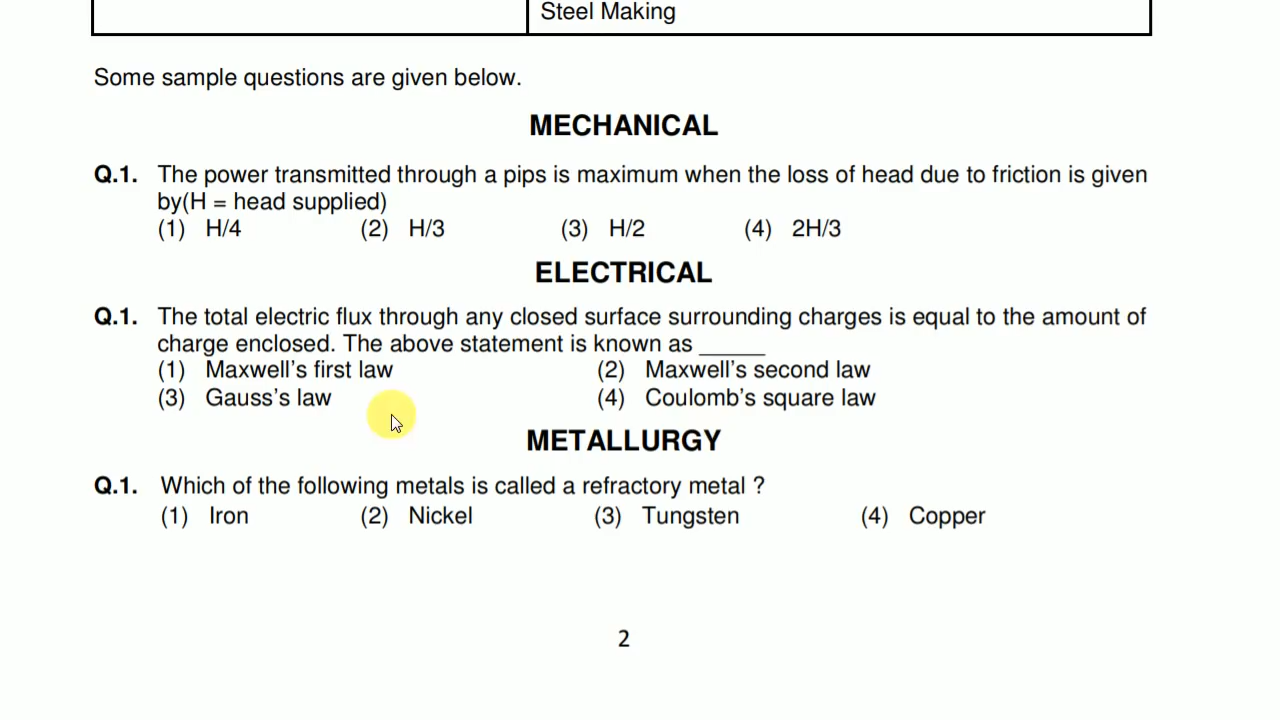 Steel Making
Some sample questions are given below.
MECHANICAL
Q.1. The power transmitted through a pips is maximum when the loss of head due to friction is given
by(H = head supplied)
(1) H/4 (2) H/3 (3) H/2 (4) 2H/3
ELECTRICAL
Q.1. The total electric flux through any closed surface surrounding charges is equal to the amount of
charge enclosed. The above statement is known as _____
(1) Maxwell's first law (2) Maxwell's second law
(3) Gauss's law (4) Coulomb's square law
METALLURGY
Q.1. Which of the following metals is called a refractory metal ?
(1) Iron (2) Nickel (3) Tungsten (4) Copper
2